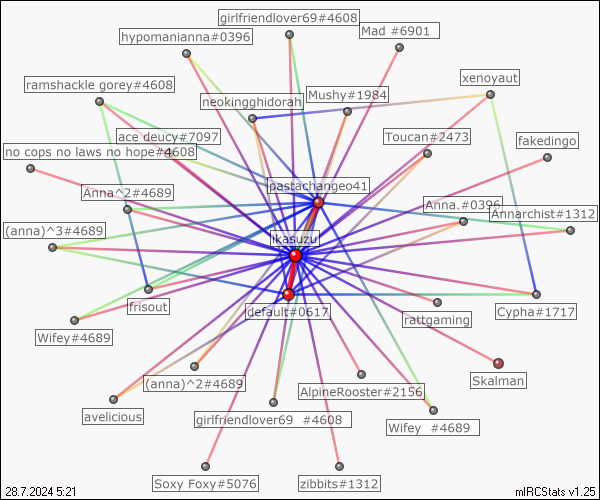 girlfriendlover69#4608
hypomanianna#0396
Mad #6901
ramshackle gorey#4608
xenoyaut
neokingghidorah
Mushy#1984
ace deucy#7097
Toucan#2473
fakedingo
no cops no laws no hope#4608
pastachangeo41
Anna^2#4689
Anna.#0396
Annarchist#1312
(anna)^3#4689
ikasuzu
frisout
default#0617
rattgaming
Cypha#1717
Wifey#4689
(anna)^2#4689
Skalman
AlpineRooster#2156
avelicious
girlfriendlover69 #4608
Wifey #4689
Soxy Foxy#5076
zibbits#1312
28.7.2024 5:21
mIRCStats v1.25